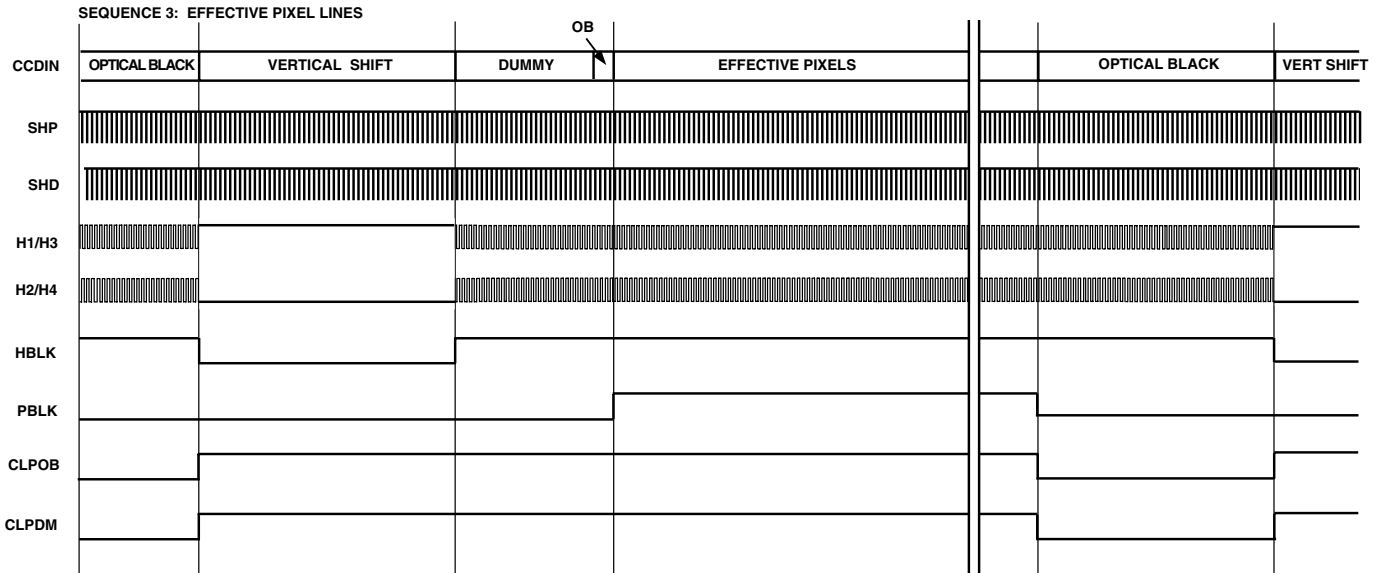 SEQUENCE 3: EFFECTIVE PIXEL LINES
OB
CCDIN OPTICAL BLACK VERTICAL SHIFT DUMMY EFFECTIVE PIXELS OPTICAL BLACK VERT SHIFT
SHP
SHD
H1/H3
H2/H4
HBLK
PBLK
CLPOB
CLPDM